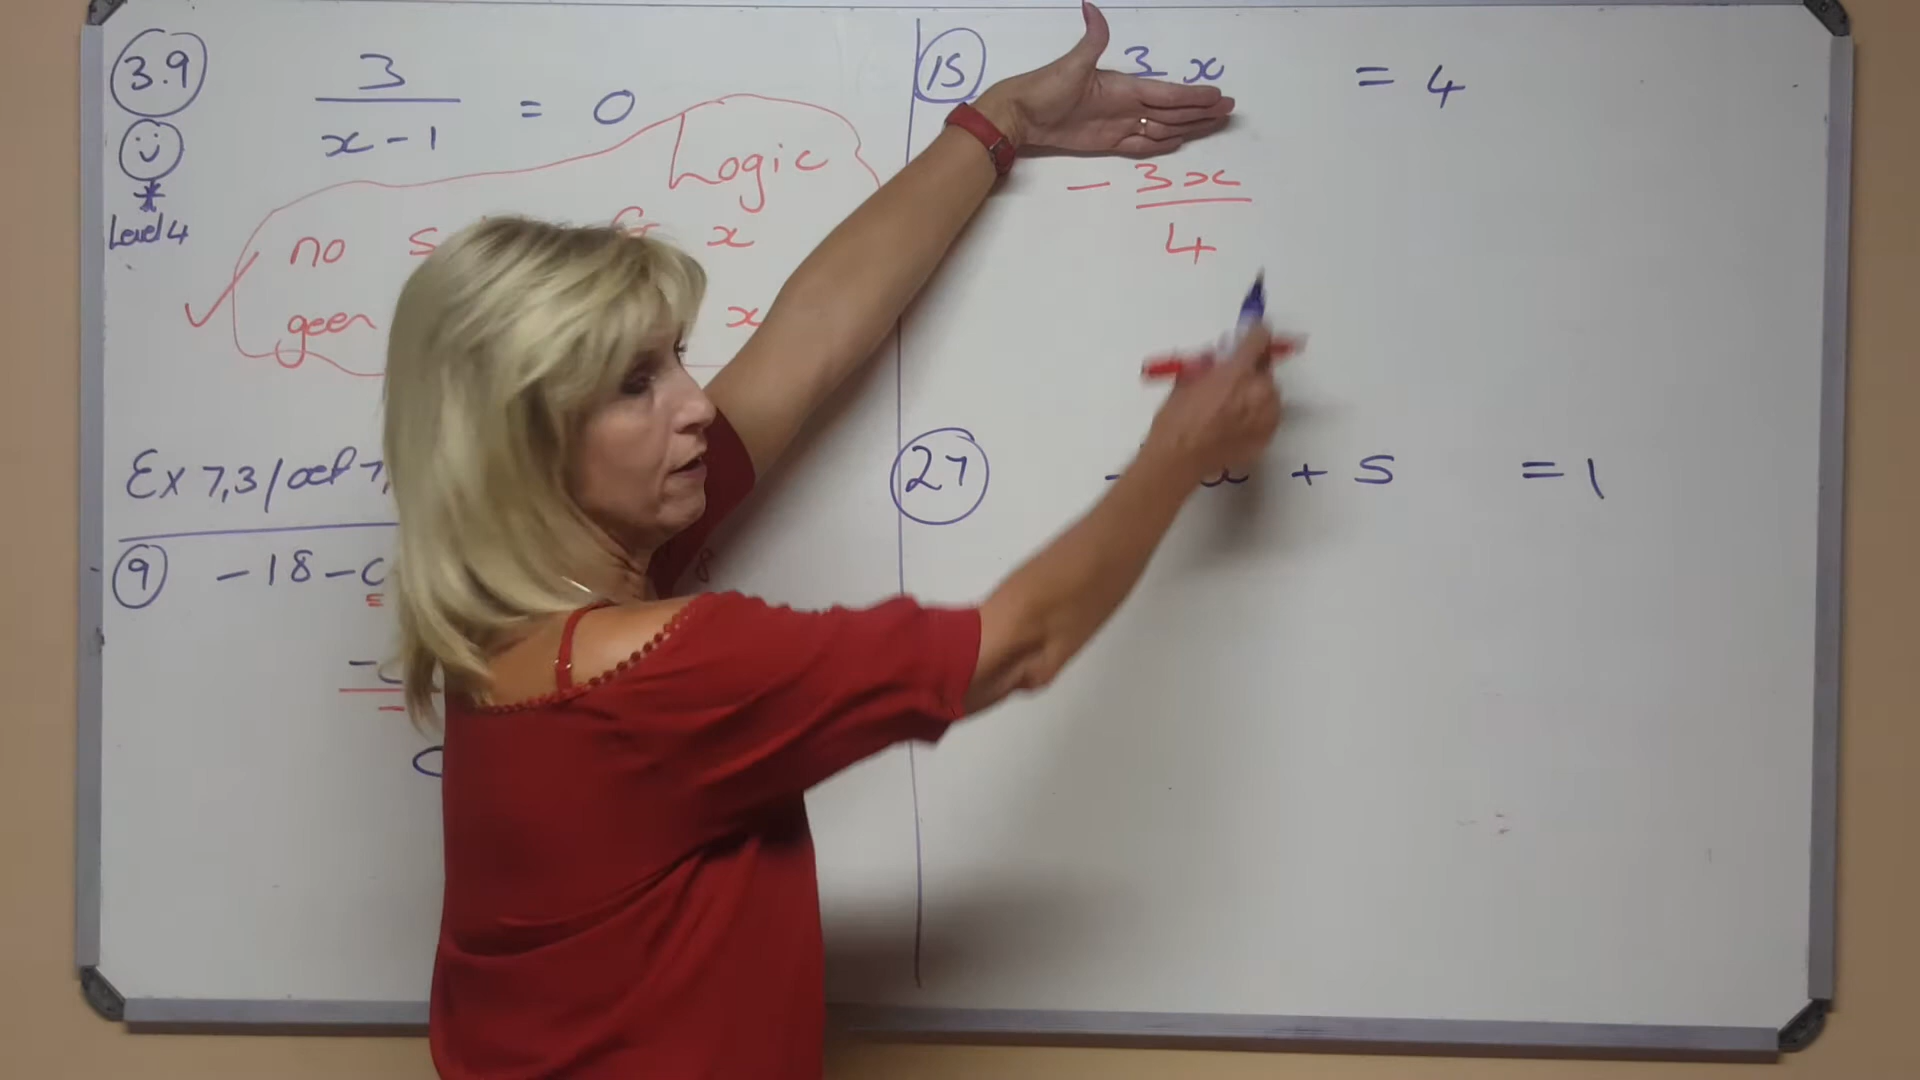 3.9
3
x - 1
= 0
Level 4
Logic
no
x
geen
x
Ex 7,3/oef 7,
9
- 18 -
15
3x
= 4
- 3x
4
27
+ 5 = 1